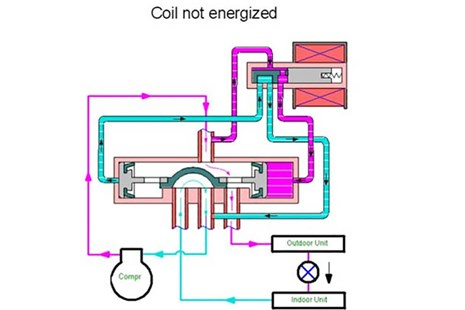 Coil not energized
Outdoor Unit
Compr
Indoor Unit